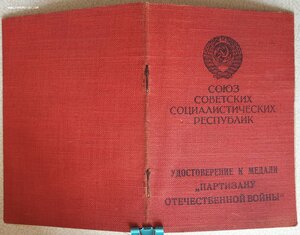 СОЮЗ
СОВЕТСКИХ
СОЦИАЛИСТИЧЕСКИХ
РЕСПУБЛИК
УДОСТОВЕРЕНИЕ К МЕДАЛИ
„ПАРТИЗАНУ
ОТЕЧЕСТВЕННОЙ ВОЙНЫ“